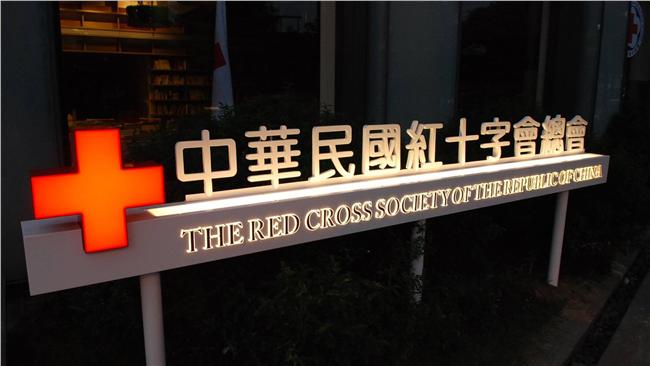 中華民國紅十字會總會
THE RED CROSS SOCIETY OF THE REPUBLIC OF CHINA